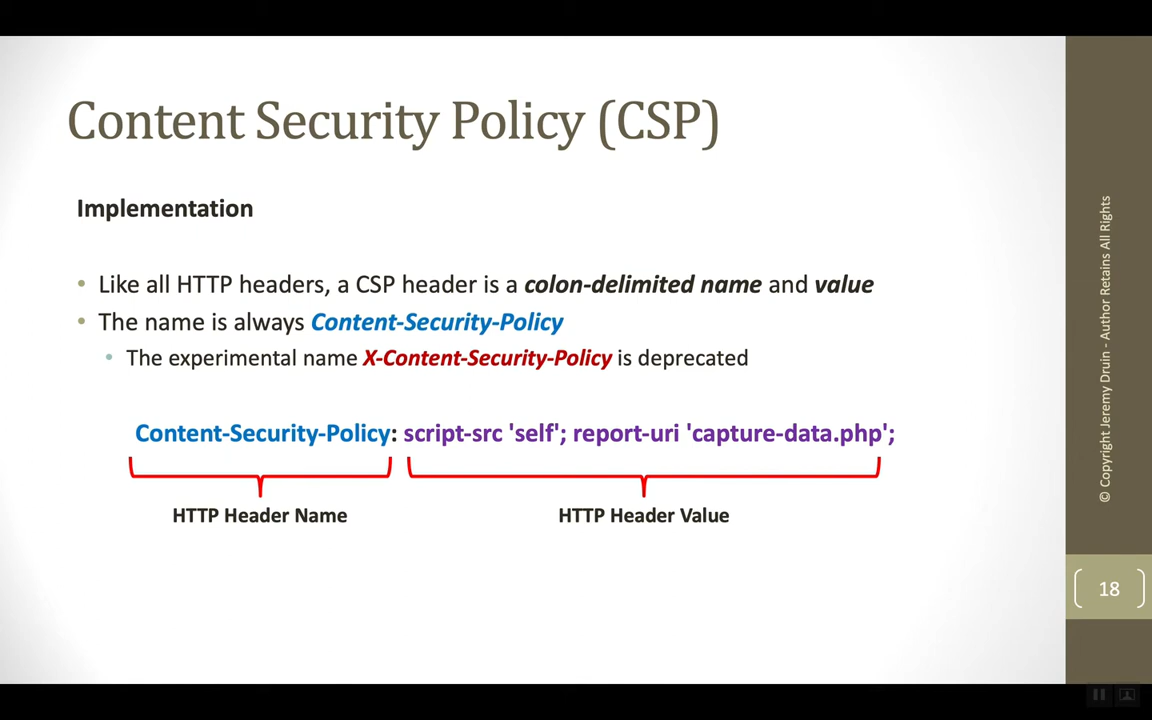 Content Security Policy (CSP)
Implementation
• Like all HTTP headers, a CSP header is a colon-delimited name and value
• The name is always Content-Security-Policy
• The experimental name X-Content-Security-Policy is deprecated
Content-Security-Policy: script-src 'self'; report-uri 'capture-data.php';
HTTP Header Name
HTTP Header Value
© Copyright Jeremy Druin - Author Retains All Rights
18